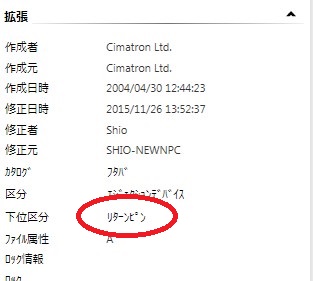 拡張
作成者 Cimatron Ltd.
作成元 Cimatron Ltd.
作成日時 2004/04/30 12:44:23
修正日時 2015/11/26 13:52:37
修正者 Shio
修正元 SHIO-NEWNPC
ｶﾀﾛｸﾞ ﾌﾀﾊﾞ
区分 ｴｼﾞｪｸｼｮﾝﾃﾞﾊﾞｲｽ
下位区分 ﾘﾀｰﾝﾋﾟﾝ
ﾌｧｲﾙ属性 A
ﾛｯｸ情報
ﾛｯｸ